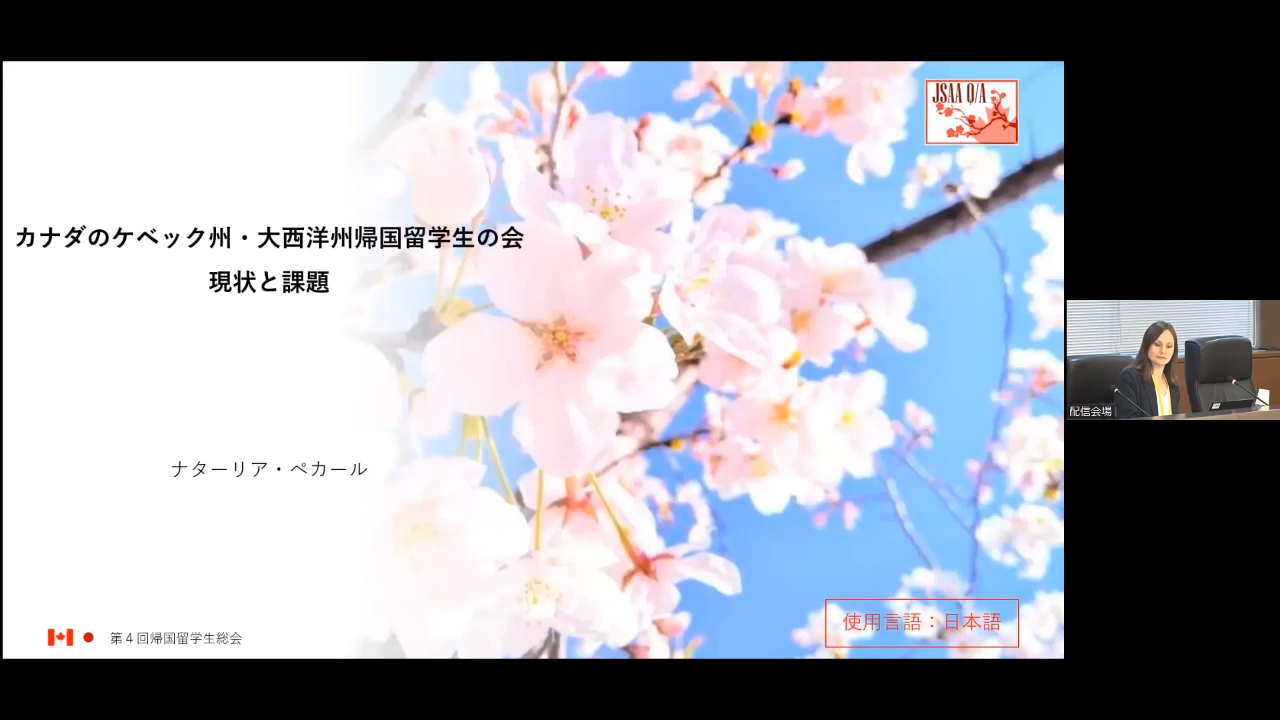 JSAA Q/A
カナダのケベック州・大西洋州帰国留学生の会
現状と課題
ナターリア・ペカール
第４回帰国留学生総会
使用言語：日本語
配信会場